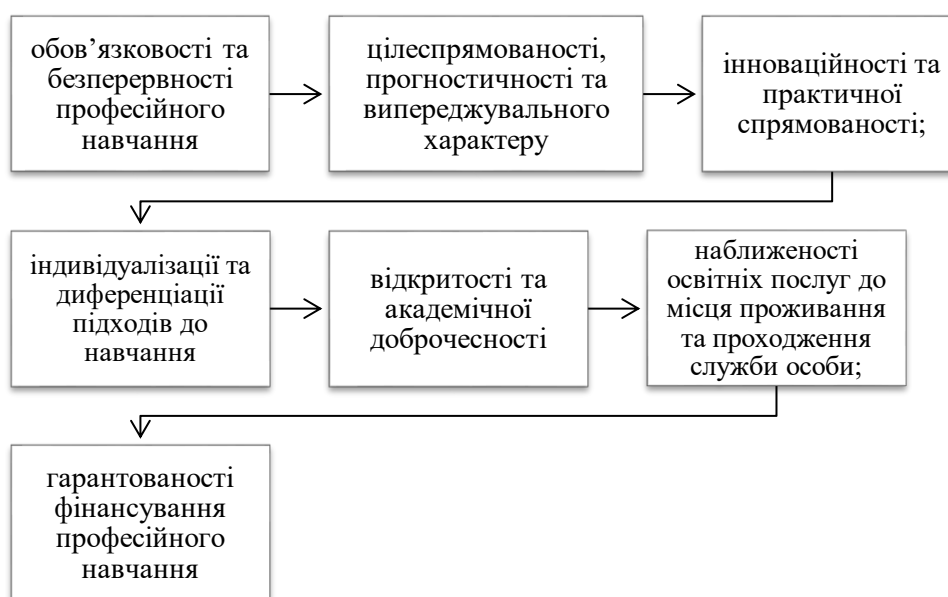 обов’язковості та
безперервності
професійного
навчання
цілеспрямованості,
прогностичності та
випереджувального
характеру
інноваційності та
практичної
спрямованості;
індивідуалізації та
диференціації
підходів до
навчання
відкритості та
академічної
доброчесності
наближеності
освітніх послуг до
місця проживання
та проходження
служби особи;
гарантованості
фінансування
професійного
навчання